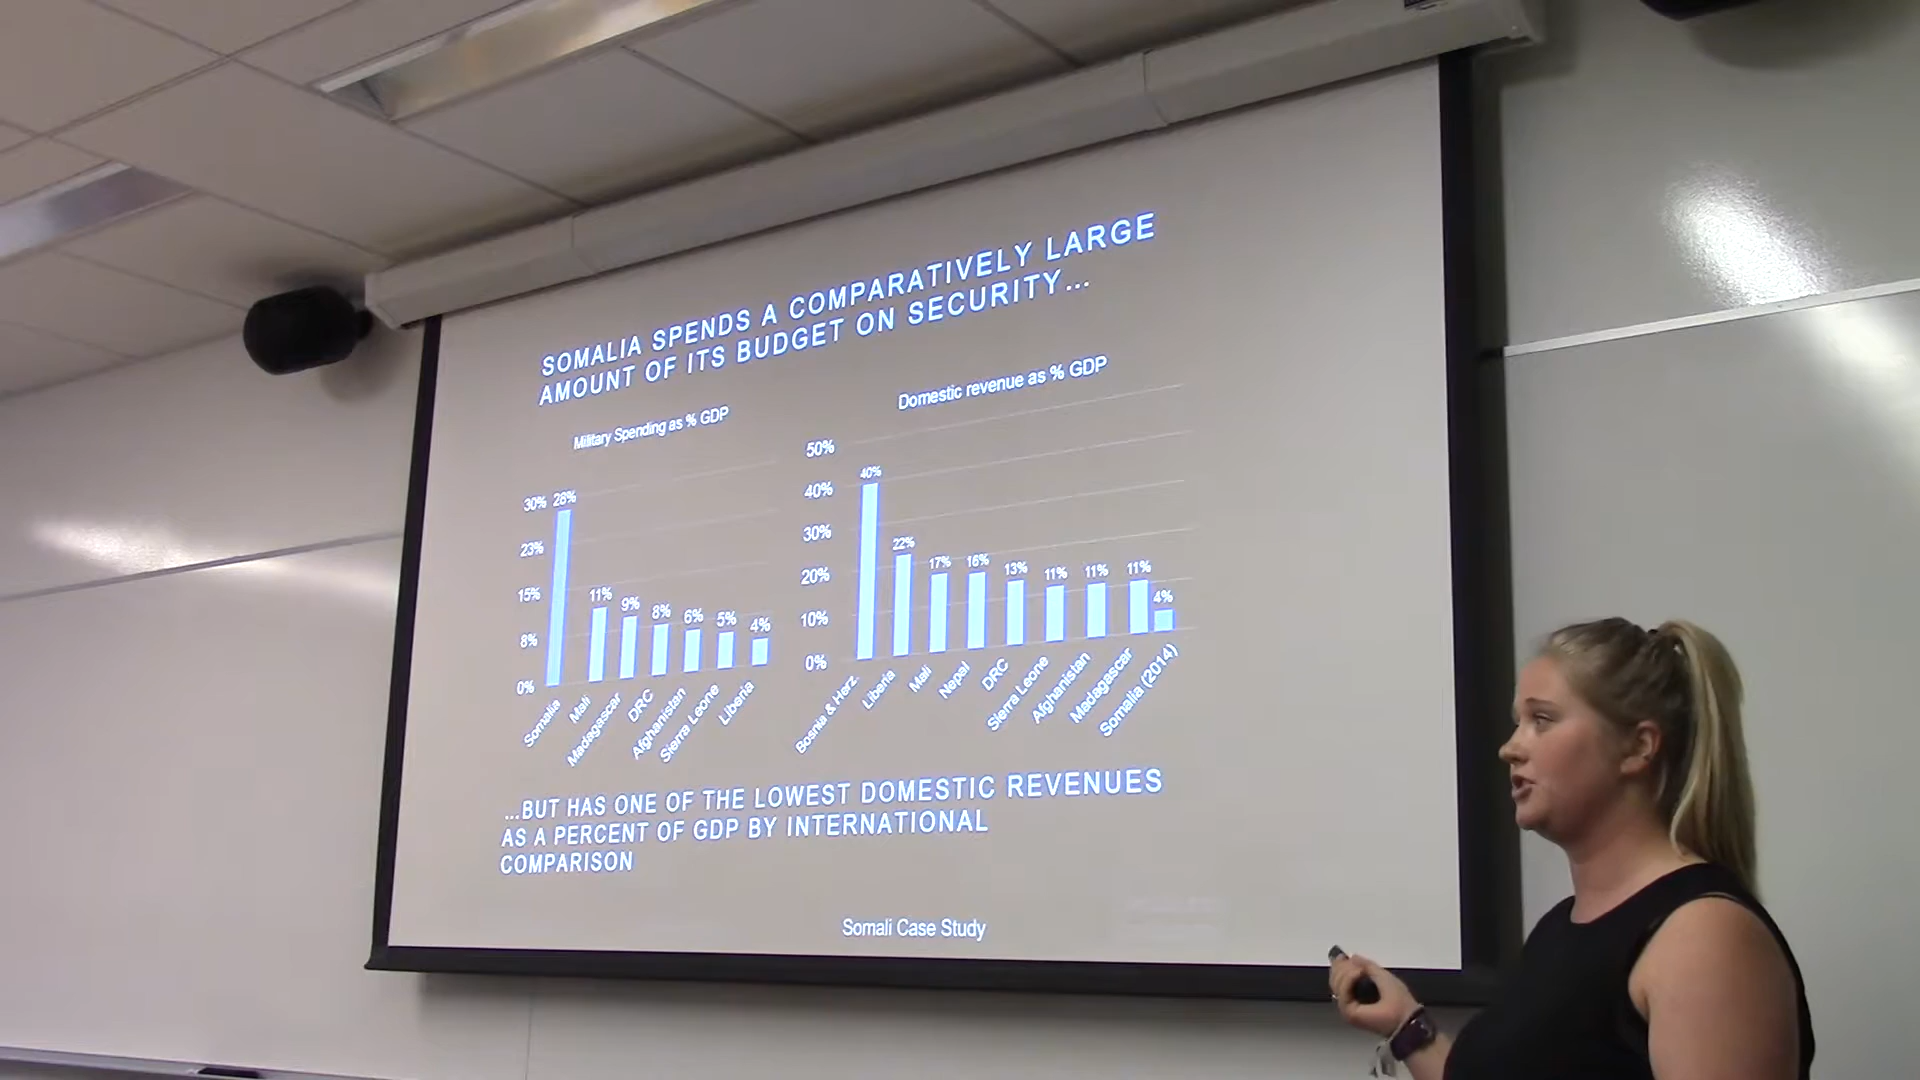 SOMALIA SPENDS A COMPARATIVELY LARGE
AMOUNT OF ITS BUDGET ON SECURITY...
Military Spending as % GDP
30%
23%
15%
8%
0%
28%
11%
9%
8%
6%
5%
4%
Somalia
Mali
Madagascar
DRC
Afghanistan
Sierra Leone
Liberia
Domestic revenue as % GDP
50%
40%
30%
20%
10%
0%
40%
22%
17%
16%
13%
11%
11%
11%
4%
Bosnia & Herz.
Liberia
Mali
Nepal
DRC
Sierra Leone
Afghanistan
Madagascar
Somalia (2014)
...BUT HAS ONE OF THE LOWEST DOMESTIC REVENUES
AS A PERCENT OF GDP BY INTERNATIONAL
COMPARISON
Somali Case Study